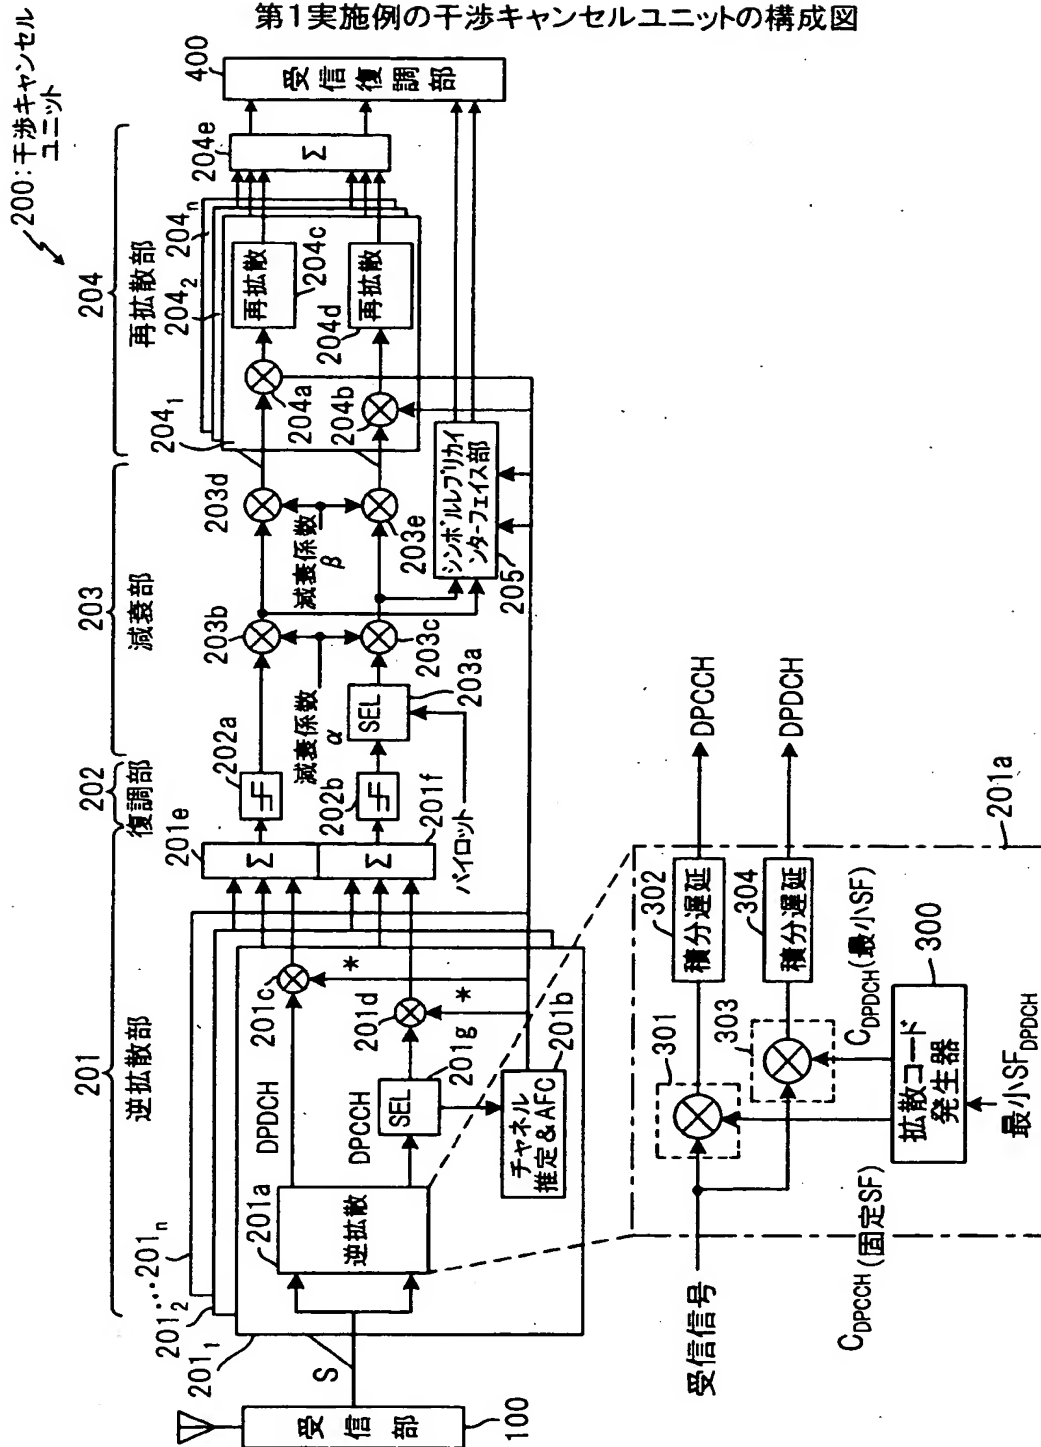 第1実施例の干渉キャンセルユニットの構成図
200:干渉キャンセル
ユニット
201
逆拡散部
202
復調部
203
減衰部
204
再拡散部
100
受信部
S
201₁
201₂
…201ₙ
201a
逆拡散
DPDCH
DPCCH
201c
*
201d
*
201g
SEL
201b
チャネル
推定&AFC
201e
Σ
201f
Σ
パイロット
202a
202b
203a
SEL
減衰係数
α
203b
203c
減衰係数
β
203d
203e
205
シンボルレプリカイ
ンターフェイス部
204₁
204₂
204ₙ
204a
204b
204c
再拡散
204d
再拡散
204e
Σ
400
受信復調部
201a
受信信号
C_DPCCH(固定SF)
301
302
積分遅延
DPCCH
303
304
積分遅延
DPDCH
C_DPDCH(最小SF)
300
拡散コード
発生器
最小SF_DPDCH